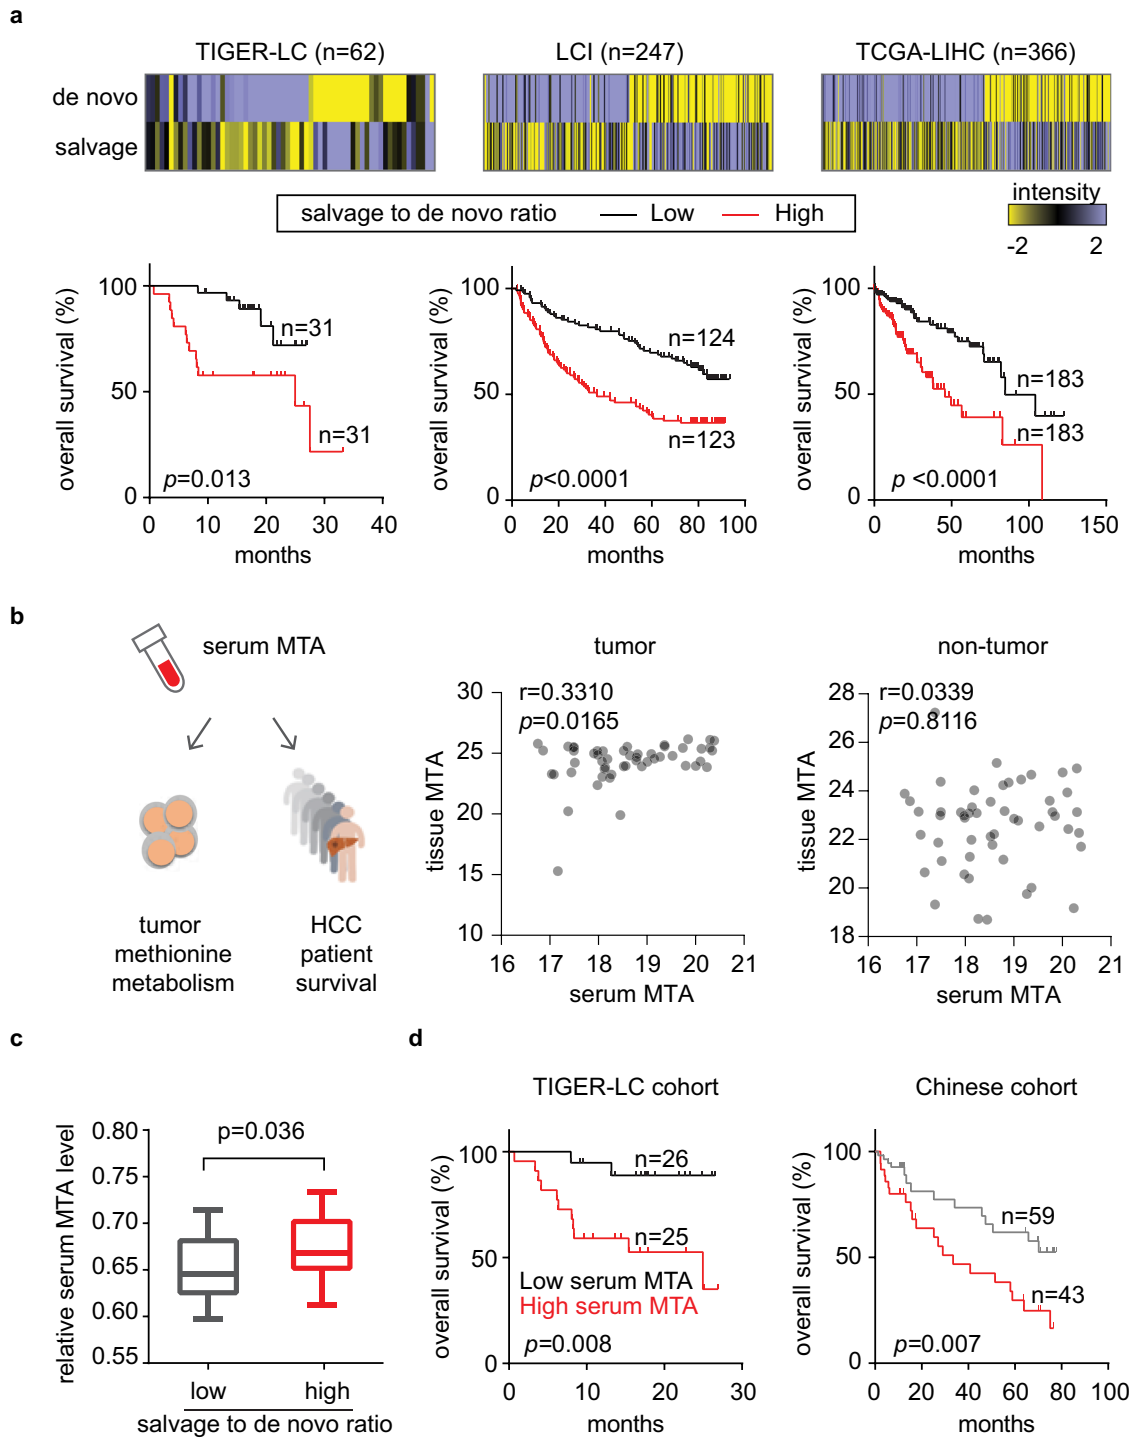 a
TIGER-LC (n=62)
LCI (n=247)
TCGA-LIHC (n=366)
de novo
salvage
salvage to de novo ratio
Low
High
intensity
-2
2
overall survival (%)
100
50
0
n=31
n=31
p=0.013
0
10
20
30
40
months
overall survival (%)
100
50
0
n=124
n=123
p<0.0001
0
20
40
60
80
100
months
overall survival (%)
100
50
0
n=183
n=183
p <0.0001
0
50
100
150
months
b
serum MTA
tumor
methionine
metabolism
HCC
patient
survival
tumor
r=0.3310
p=0.0165
tissue MTA
30
25
20
15
10
16
17
18
19
20
21
serum MTA
non-tumor
r=0.0339
p=0.8116
tissue MTA
28
26
24
22
20
18
16
17
18
19
20
21
serum MTA
c
relative serum MTA level
0.80
0.75
0.70
0.65
0.60
0.55
p=0.036
low
high
salvage to de novo ratio
d
TIGER-LC cohort
overall survival (%)
100
50
0
n=26
n=25
Low serum MTA
High serum MTA
p=0.008
0
10
20
30
months
Chinese cohort
overall survival (%)
100
50
0
n=59
n=43
p=0.007
0
20
40
60
80
100
months